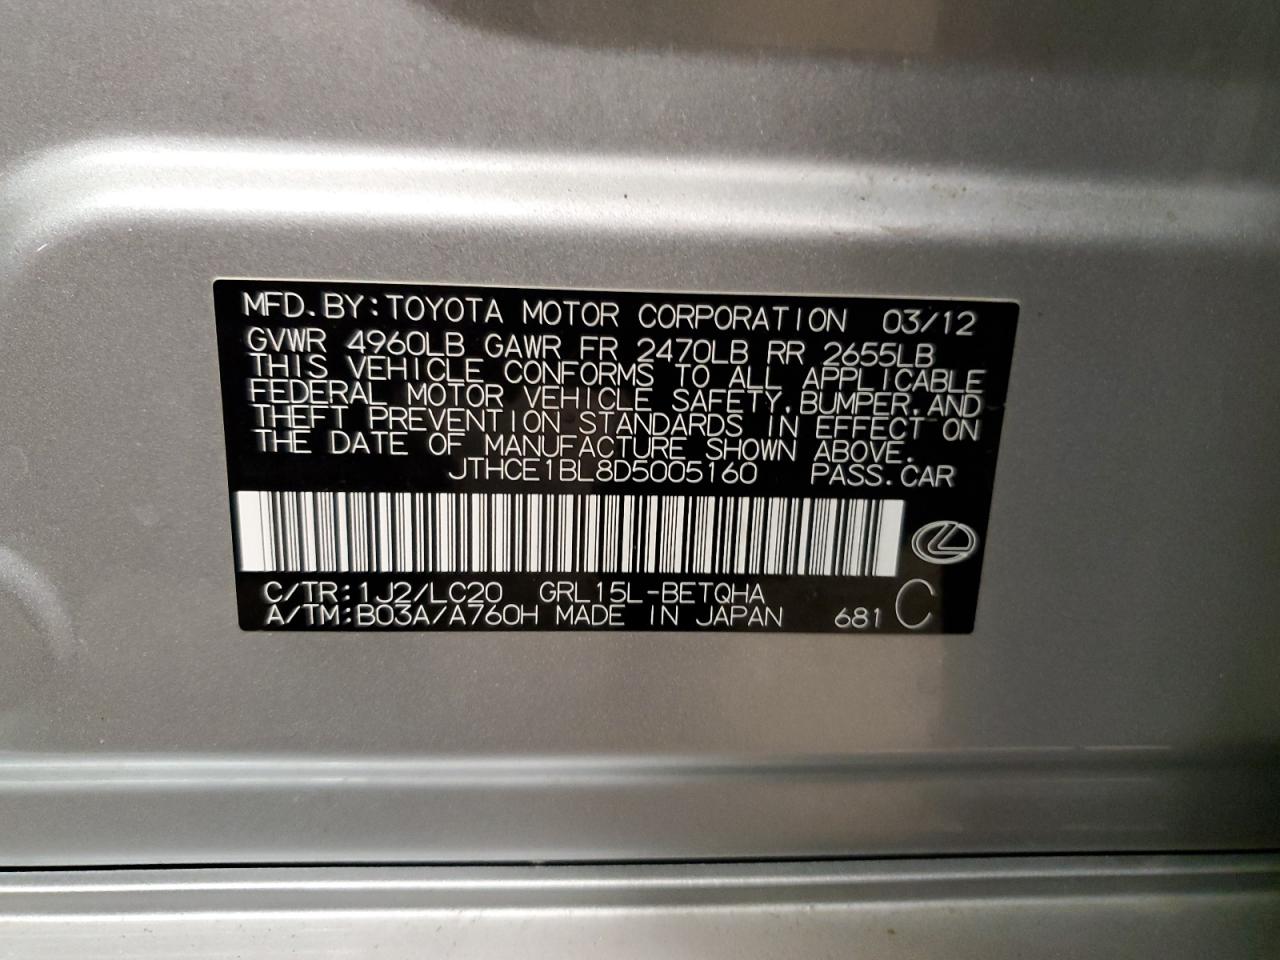 MFD.BY:TOYOTA MOTOR CORPORATION 03/12
GVWR 4960LB GAWR FR 2470LB RR 2655LB
THIS VEHICLE CONFORMS TO ALL APPLICABLE
FEDERAL MOTOR VEHICLE SAFETY,BUMPER,AND
THEFT PREVENTION STANDARDS IN EFFECT ON
THE DATE OF MANUFACTURE SHOWN ABOVE.
JTHCE1BL8D5005160 PASS.CAR
C/TR:1J2/LC20 GRL15L-BETQHA
A/TM:B03A/A760H MADE IN JAPAN 681 C